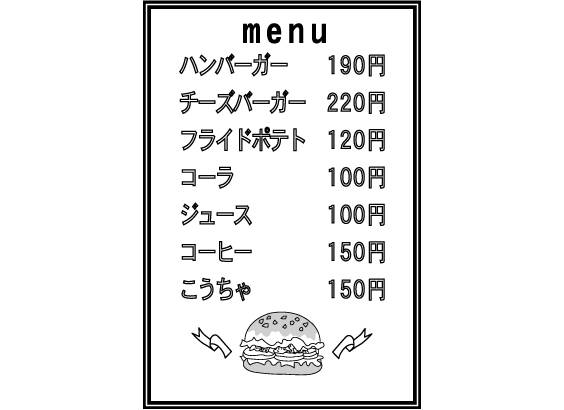 menu
ハンバーガー 190円
チーズバーガー 220円
フライドポテト 120円
コーラ 100円
ジュース 100円
コーヒー 150円
こうちゃ 150円